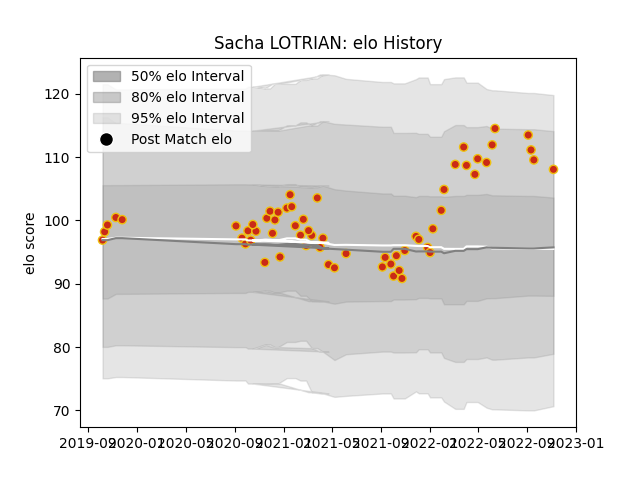 Sacha LOTRIAN: elo History
50% elo Interval
80% elo Interval
95% elo Interval
Post Match elo
elo score
120
110
100
90
80
70
2019-09 2020-01 2020-05 2020-09 2021-01 2021-05 2021-09 2022-01 2022-05 2022-09 2023-01